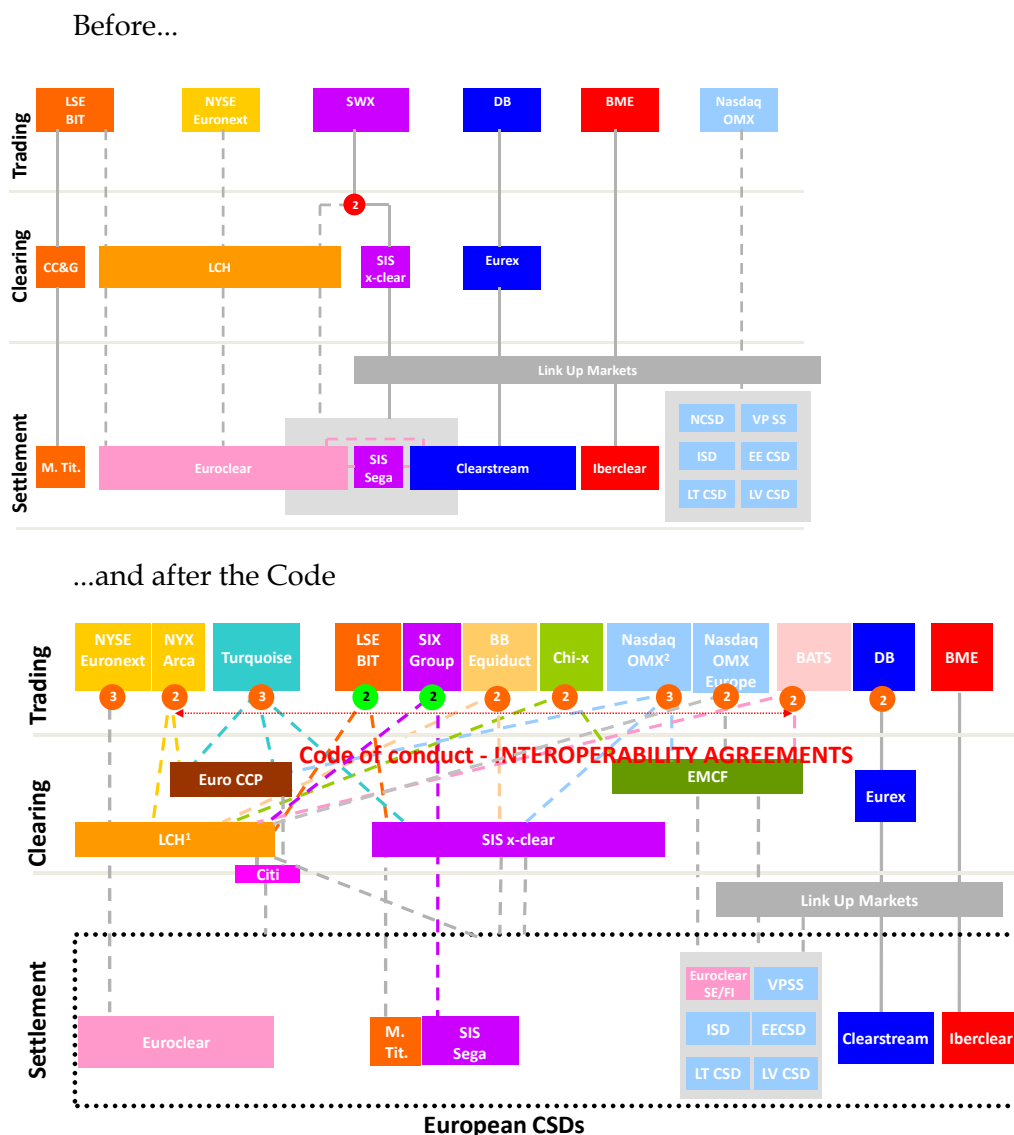 Before...
LSE
BIT
NYSE
Euronext
SWX
DB
BME
Nasdaq
OMX
Trading
2
Clearing
CC&G
LCH
SIS
x-clear
Eurex
Link Up Markets
Settlement
M. Tit.
Euroclear
SIS
Sega
Clearstream
Iberclear
NCSD
VP SS
ISD
EE CSD
LT CSD
LV CSD
...and after the Code
NYSE
Euronext
NYX
Arca
Turquoise
LSE
BIT
SIX
Group
BB
Equiduct
Chi-x
Nasdaq
OMX²
Nasdaq
OMX
Europe
BATS
DB
BME
Trading
3
2
3
2
2
2
2
3
2
2
2
Code of conduct - INTEROPERABILITY AGREEMENTS
Clearing
Euro CCP
EMCF
Eurex
LCH¹
SIS x-clear
Citi
Link Up Markets
Settlement
Euroclear
M.
Tit.
SIS
Sega
Euroclear
SE/FI
VPSS
ISD
EECSD
LT CSD
LV CSD
Clearstream
Iberclear
European CSDs